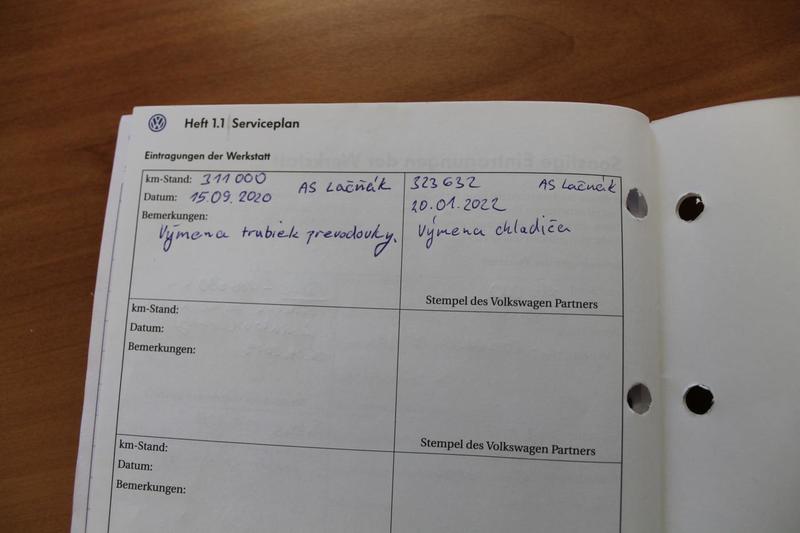 Heft 1.1 Serviceplan
Eintragungen der Werkstatt
km-Stand: 311 000 AS Lačňák
Datum: 15.09.2020
Bemerkungen:
Výmena trubiek prevodovky.
323 632 AS Lačňák
20.01.2022
Výmena chladiča
Stempel des Volkswagen Partners
km-Stand:
Datum:
Bemerkungen:
Stempel des Volkswagen Partners
km-Stand:
Datum:
Bemerkungen: